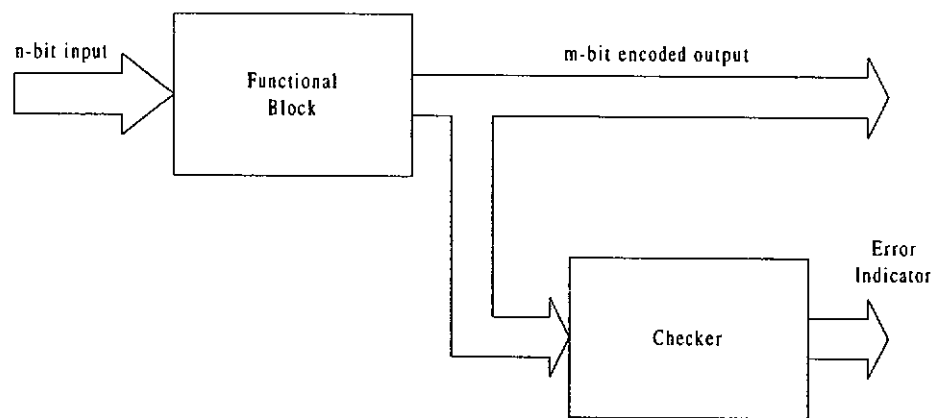 n-bit input
Functional
Block
m-bit encoded output
Error
Indicator
Checker